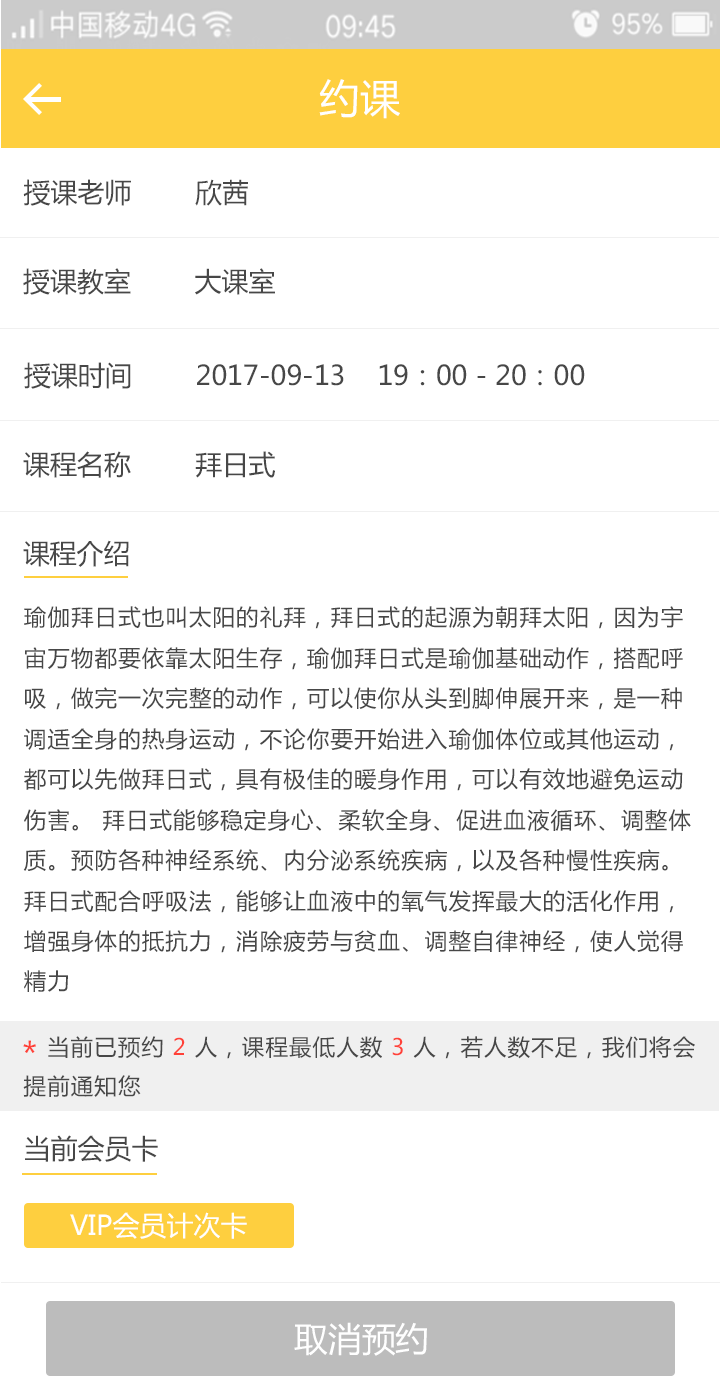 中国移动4G 09:45 95%
约课
授课老师 欣茜
授课教室 大课室
授课时间 2017-09-13 19：00 - 20：00
课程名称 拜日式
课程介绍
瑜伽拜日式也叫太阳的礼拜，拜日式的起源为朝拜太阳，因为宇
宙万物都要依靠太阳生存，瑜伽拜日式是瑜伽基础动作，搭配呼
吸，做完一次完整的动作，可以使你从头到脚伸展开来，是一种
调适全身的热身运动，不论你要开始进入瑜伽体位或其他运动，
都可以先做拜日式，具有极佳的暖身作用，可以有效地避免运动
伤害。 拜日式能够稳定身心、柔软全身、促进血液循环、调整体
质。预防各种神经系统、内分泌系统疾病，以及各种慢性疾病。
拜日式配合呼吸法，能够让血液中的氧气发挥最大的活化作用，
增强身体的抵抗力，消除疲劳与贫血、调整自律神经，使人觉得
精力
* 当前已预约 2 人，课程最低人数 3 人，若人数不足，我们将会
提前通知您
当前会员卡
VIP会员计次卡
取消预约